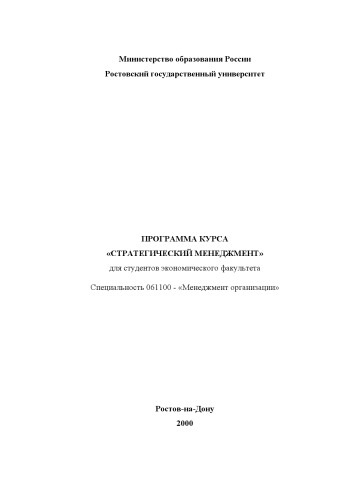 Министерство образования России
Ростовский государственный университет
ПРОГРАММА КУРСА
«СТРАТЕГИЧЕСКИЙ МЕНЕДЖМЕНТ»
для студентов экономического факультета
Специальность 061100 - «Менеджмент организации»
Ростов-на-Дону
2000